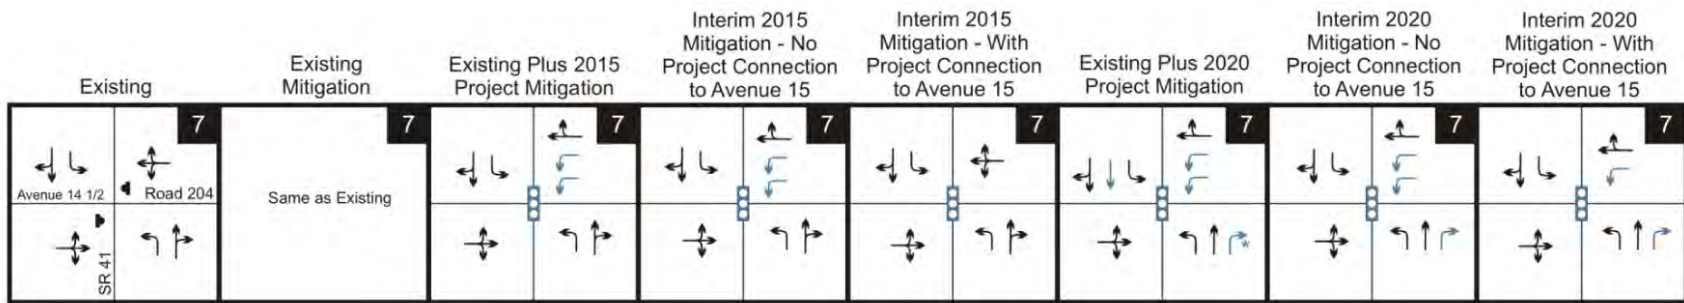 Existing
Existing
Mitigation
Existing Plus 2015
Project Mitigation
Interim 2015
Mitigation - No
Project Connection
to Avenue 15
Interim 2015
Mitigation - With
Project Connection
to Avenue 15
Existing Plus 2020
Project Mitigation
Interim 2020
Mitigation - No
Project Connection
to Avenue 15
Interim 2020
Mitigation - With
Project Connection
to Avenue 15
7
Avenue 14 1/2
Road 204
SR 41
7
Same as Existing
7
7
7
7
*
7
7